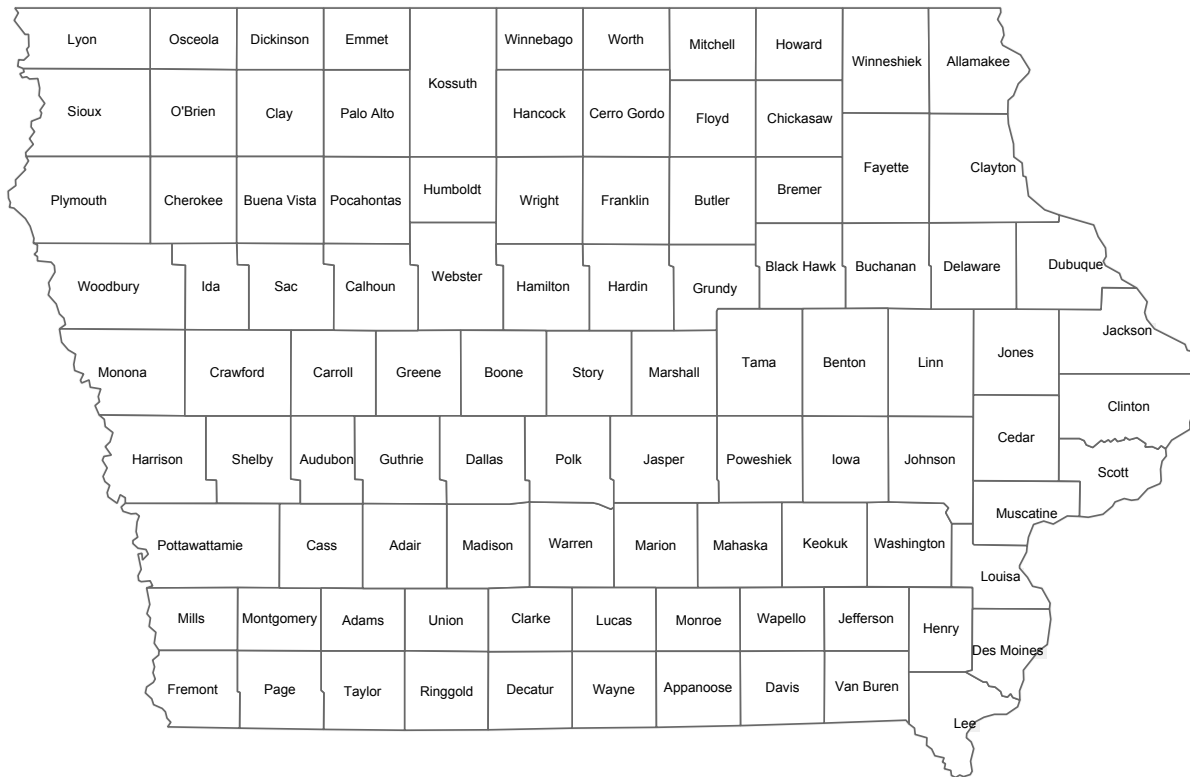 Lyon
Osceola
Dickinson
Emmet
Winnebago
Worth
Mitchell
Howard
Winneshiek
Allamakee
Kossuth
Sioux
O'Brien
Clay
Palo Alto
Hancock
Cerro Gordo
Floyd
Chickasaw
Fayette
Clayton
Plymouth
Cherokee
Buena Vista
Pocahontas
Humboldt
Wright
Franklin
Butler
Bremer
Woodbury
Ida
Sac
Calhoun
Webster
Hamilton
Hardin
Grundy
Black Hawk
Buchanan
Delaware
Dubuque
Jackson
Monona
Crawford
Carroll
Greene
Boone
Story
Marshall
Tama
Benton
Linn
Jones
Clinton
Cedar
Harrison
Shelby
Audubon
Guthrie
Dallas
Polk
Jasper
Poweshiek
Iowa
Johnson
Scott
Muscatine
Pottawattamie
Cass
Adair
Madison
Warren
Marion
Mahaska
Keokuk
Washington
Louisa
Mills
Montgomery
Adams
Union
Clarke
Lucas
Monroe
Wapello
Jefferson
Henry
Des Moines
Fremont
Page
Taylor
Ringgold
Decatur
Wayne
Appanoose
Davis
Van Buren
Lee